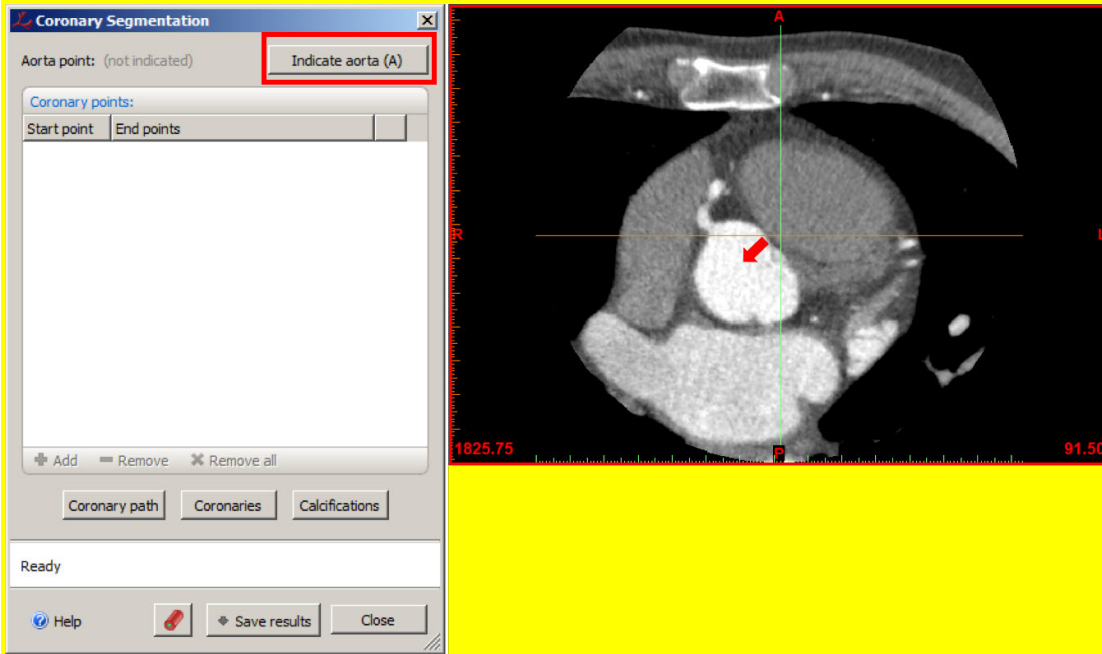 Coronary Segmentation
Aorta point: (not indicated) Indicate aorta (A)
Coronary points:
Start point End points
Add Remove Remove all
Coronary path Coronaries Calcifications
Ready
Help Save results Close
A
R L
1825.75 P 91.50